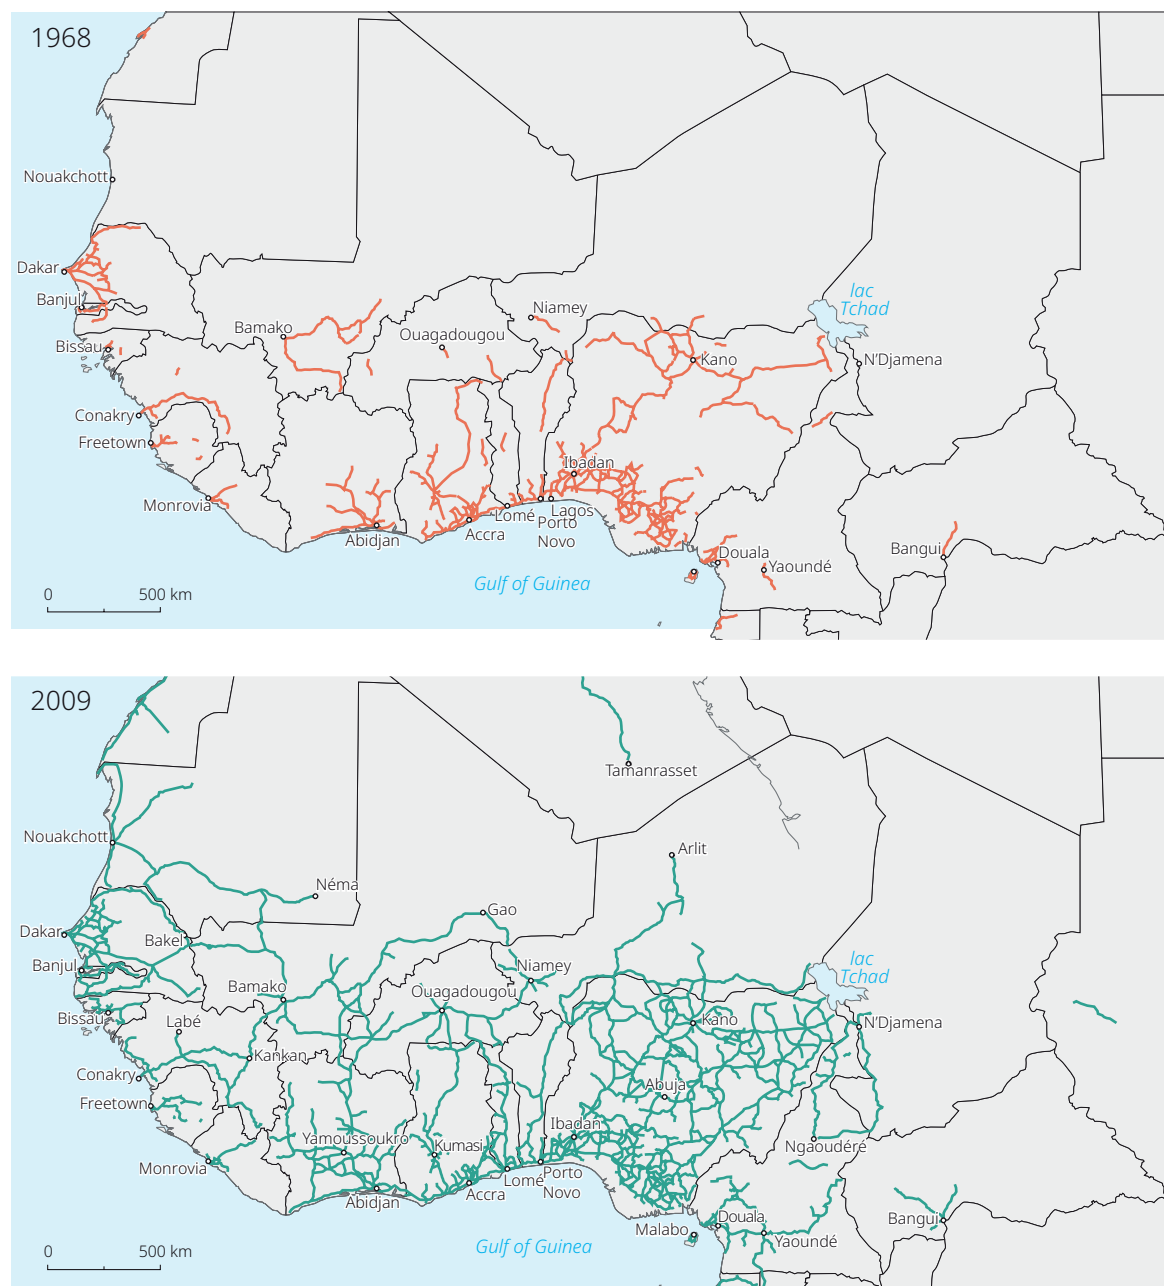 1968
Nouakchott
Dakar
Banjul
Bissau
Conakry
Freetown
Monrovia
Bamako
Ouagadougou
Niamey
lac
Tchad
N'Djamena
Kano
Ibadan
Lagos
Lomé
Porto
Novo
Accra
Abidjan
Douala
Yaoundé
Bangui
Gulf of Guinea
0 500 km
2009
Tamanrasset
Nouakchott
Arlit
Néma
Gao
Dakar
Bakel
Banjul
Niamey
lac
Tchad
Bamako
Ouagadougou
Bissau
Labé
Kano
N'Djamena
Kankan
Conakry
Abuja
Freetown
Ibadan
Yamoussoukro
Kumasi
Ngaoudéré
Monrovia
Lomé
Porto
Novo
Accra
Abidjan
Malabo
Douala
Yaoundé
Bangui
Gulf of Guinea
0 500 km